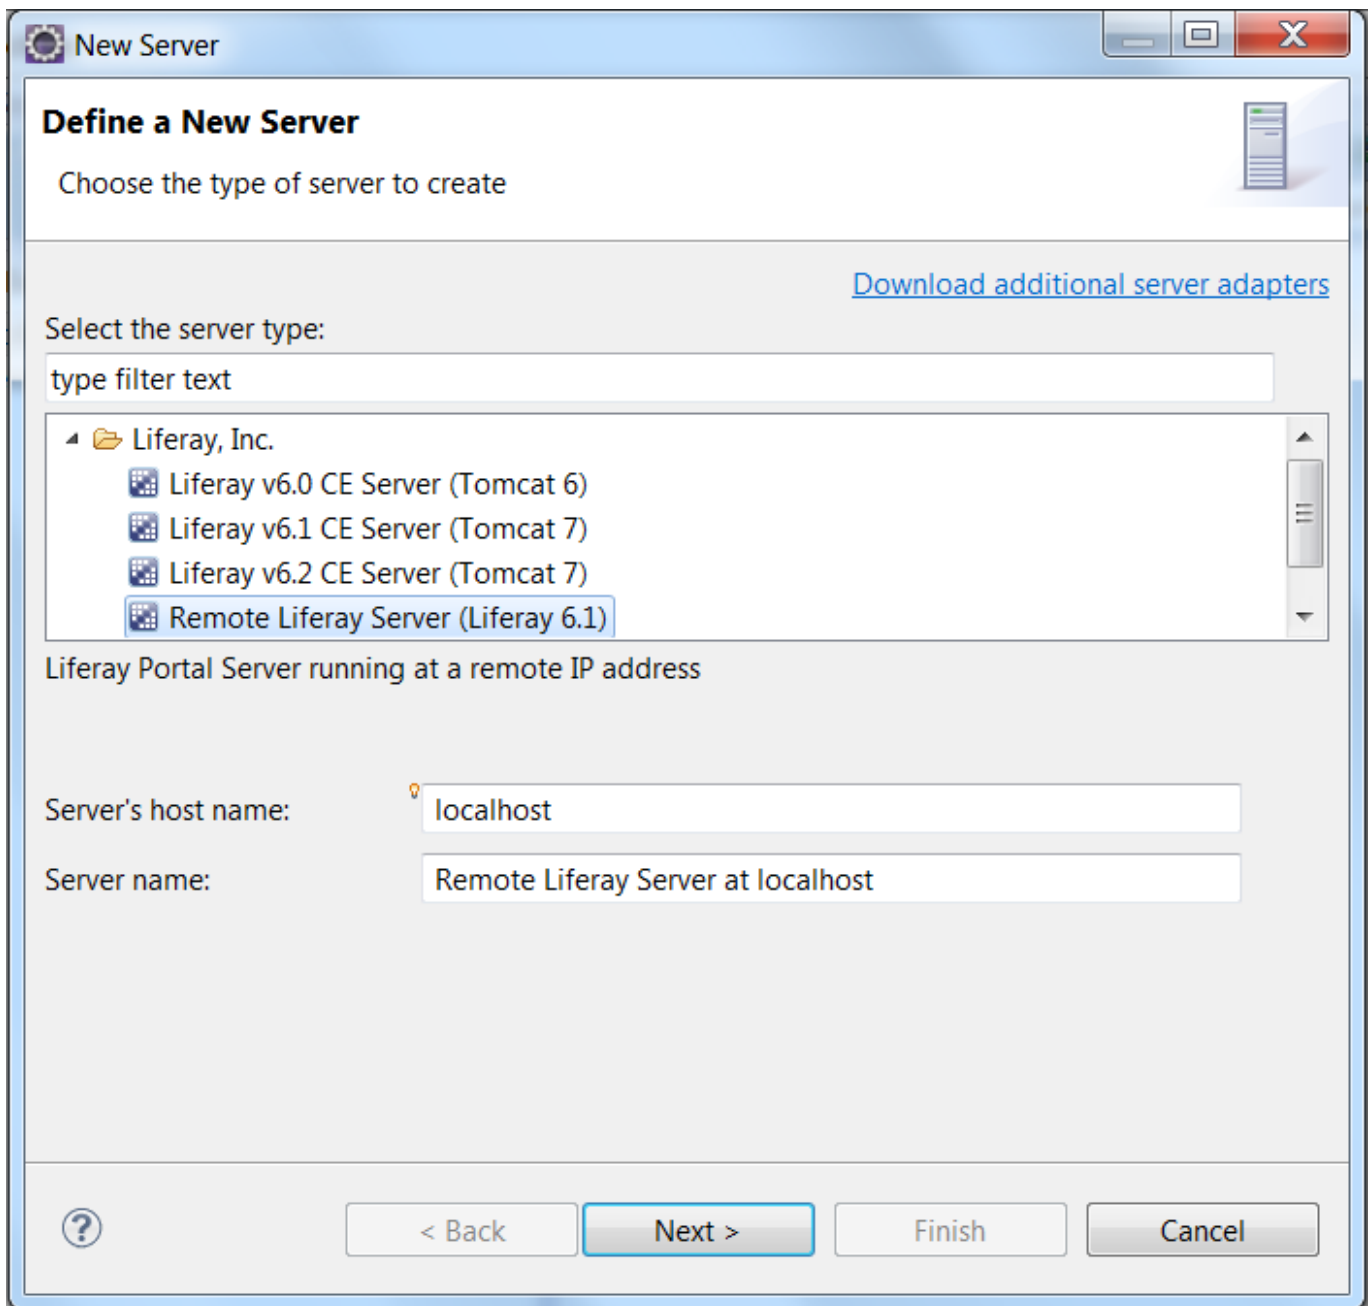 New Server
Define a New Server
Choose the type of server to create
Download additional server adapters
Select the server type:
type filter text
Liferay, Inc.
Liferay v6.0 CE Server (Tomcat 6)
Liferay v6.1 CE Server (Tomcat 7)
Liferay v6.2 CE Server (Tomcat 7)
Remote Liferay Server (Liferay 6.1)
Liferay Portal Server running at a remote IP address
Server's host name: localhost
Server name: Remote Liferay Server at localhost
? < Back Next > Finish Cancel